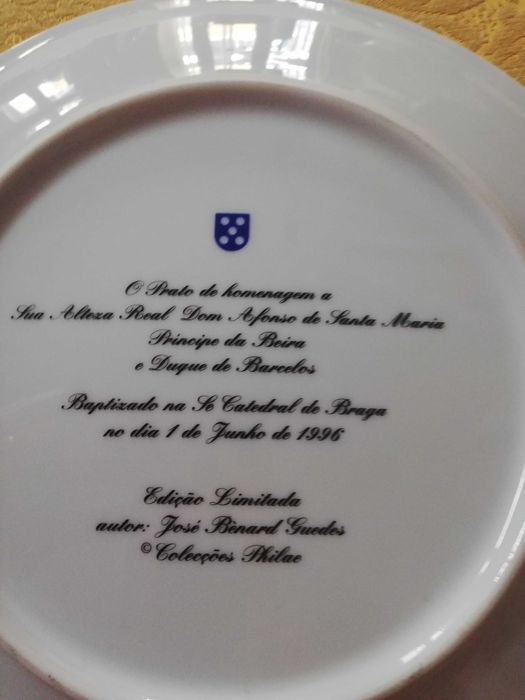 O Prato de homenagem a
Sua Alteza Real Dom Afonso de Santa Maria
Príncipe da Beira
e Duque de Barcelos
Baptizado na Sé Catedral de Braga
no dia 1 de Junho de 1996
Edição Limitada
autor: José Bènard Guedes
©Colecções Philae